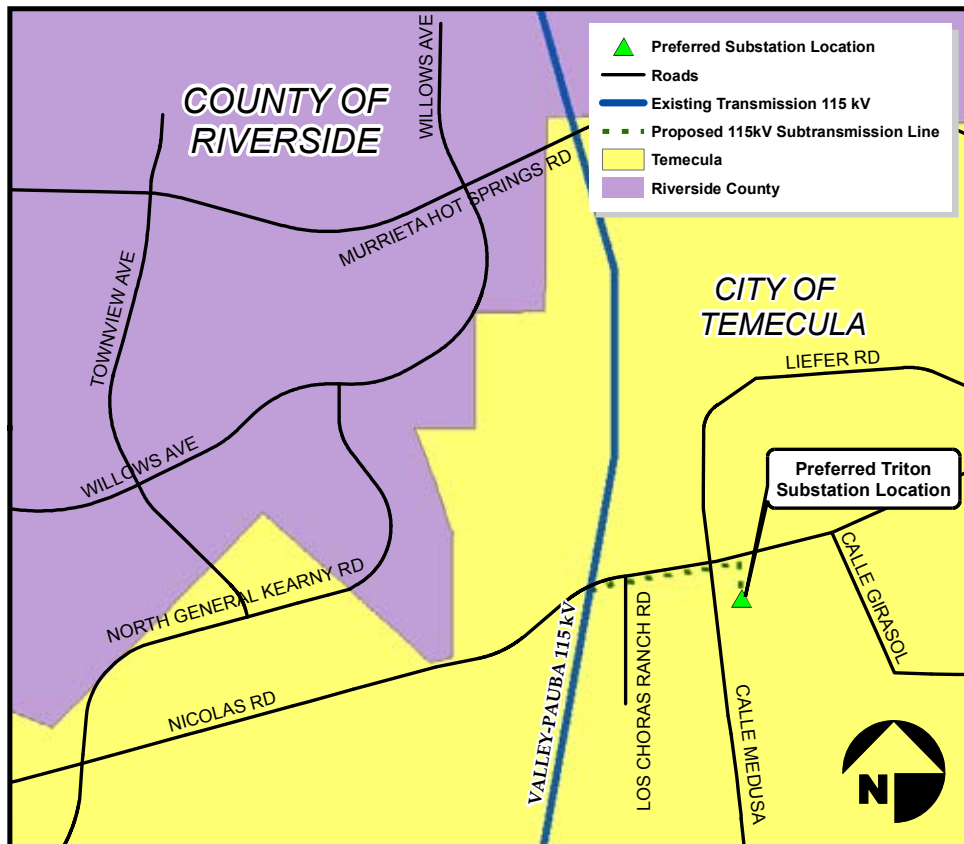 WILLOWS AVE
COUNTY OF
RIVERSIDE
Preferred Substation Location
Roads
Existing Transmission 115 kV
Proposed 115kV Subtransmission Line
Temecula
Riverside County
MURRIETA HOT SPRINGS RD
TOWNVIEW AVE
CITY OF
TEMECULA
LIEFER RD
WILLOWS AVE
Preferred Triton
Substation Location
NORTH GENERAL KEARNY RD
CALLE GIRASOL
LOS CHORAS RANCH RD
VALLEY-PAUBA 115 kV
NICOLAS RD
CALLE MEDUSA
N